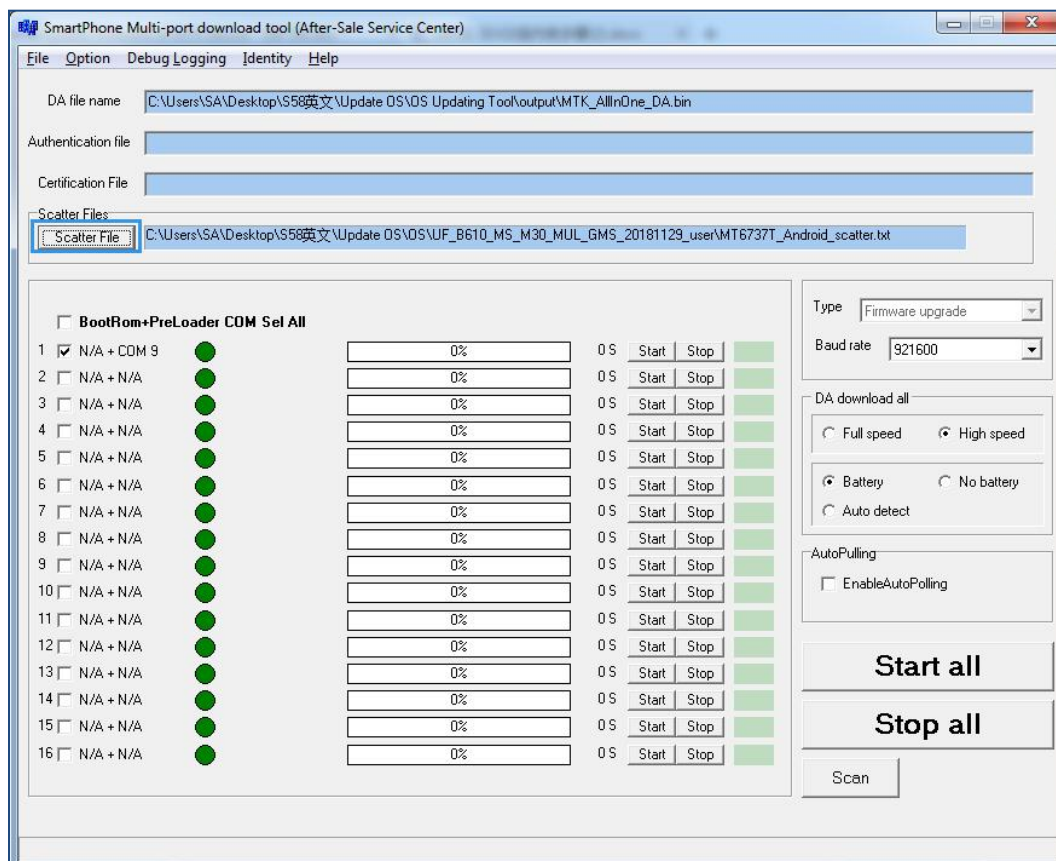 SmartPhone Multi-port download tool (After-Sale Service Center)
File Option Debug Logging Identity Help
DA file name C:\Users\SA\Desktop\S58英文\Update OS\OS Updating Tool\output\MTK_AllInOne_DA.bin
Authentication file
Certification File
Scatter Files
Scatter File C:\Users\SA\Desktop\S58英文\Update OS\OS\UF_B610_MS_M30_MUL_GMS_20181129_user\MT6737T_Android_scatter.txt
BootRom+PreLoader COM Sel All
1 N/A + COM 9 0% 0 S Start Stop
2 N/A + N/A 0% 0 S Start Stop
3 N/A + N/A 0% 0 S Start Stop
4 N/A + N/A 0% 0 S Start Stop
5 N/A + N/A 0% 0 S Start Stop
6 N/A + N/A 0% 0 S Start Stop
7 N/A + N/A 0% 0 S Start Stop
8 N/A + N/A 0% 0 S Start Stop
9 N/A + N/A 0% 0 S Start Stop
10 N/A + N/A 0% 0 S Start Stop
11 N/A + N/A 0% 0 S Start Stop
12 N/A + N/A 0% 0 S Start Stop
13 N/A + N/A 0% 0 S Start Stop
14 N/A + N/A 0% 0 S Start Stop
15 N/A + N/A 0% 0 S Start Stop
16 N/A + N/A 0% 0 S Start Stop
Type Firmware upgrade
Baud rate 921600
DA download all
Full speed High speed
Battery No battery
Auto detect
AutoPulling
EnableAutoPolling
Start all
Stop all
Scan